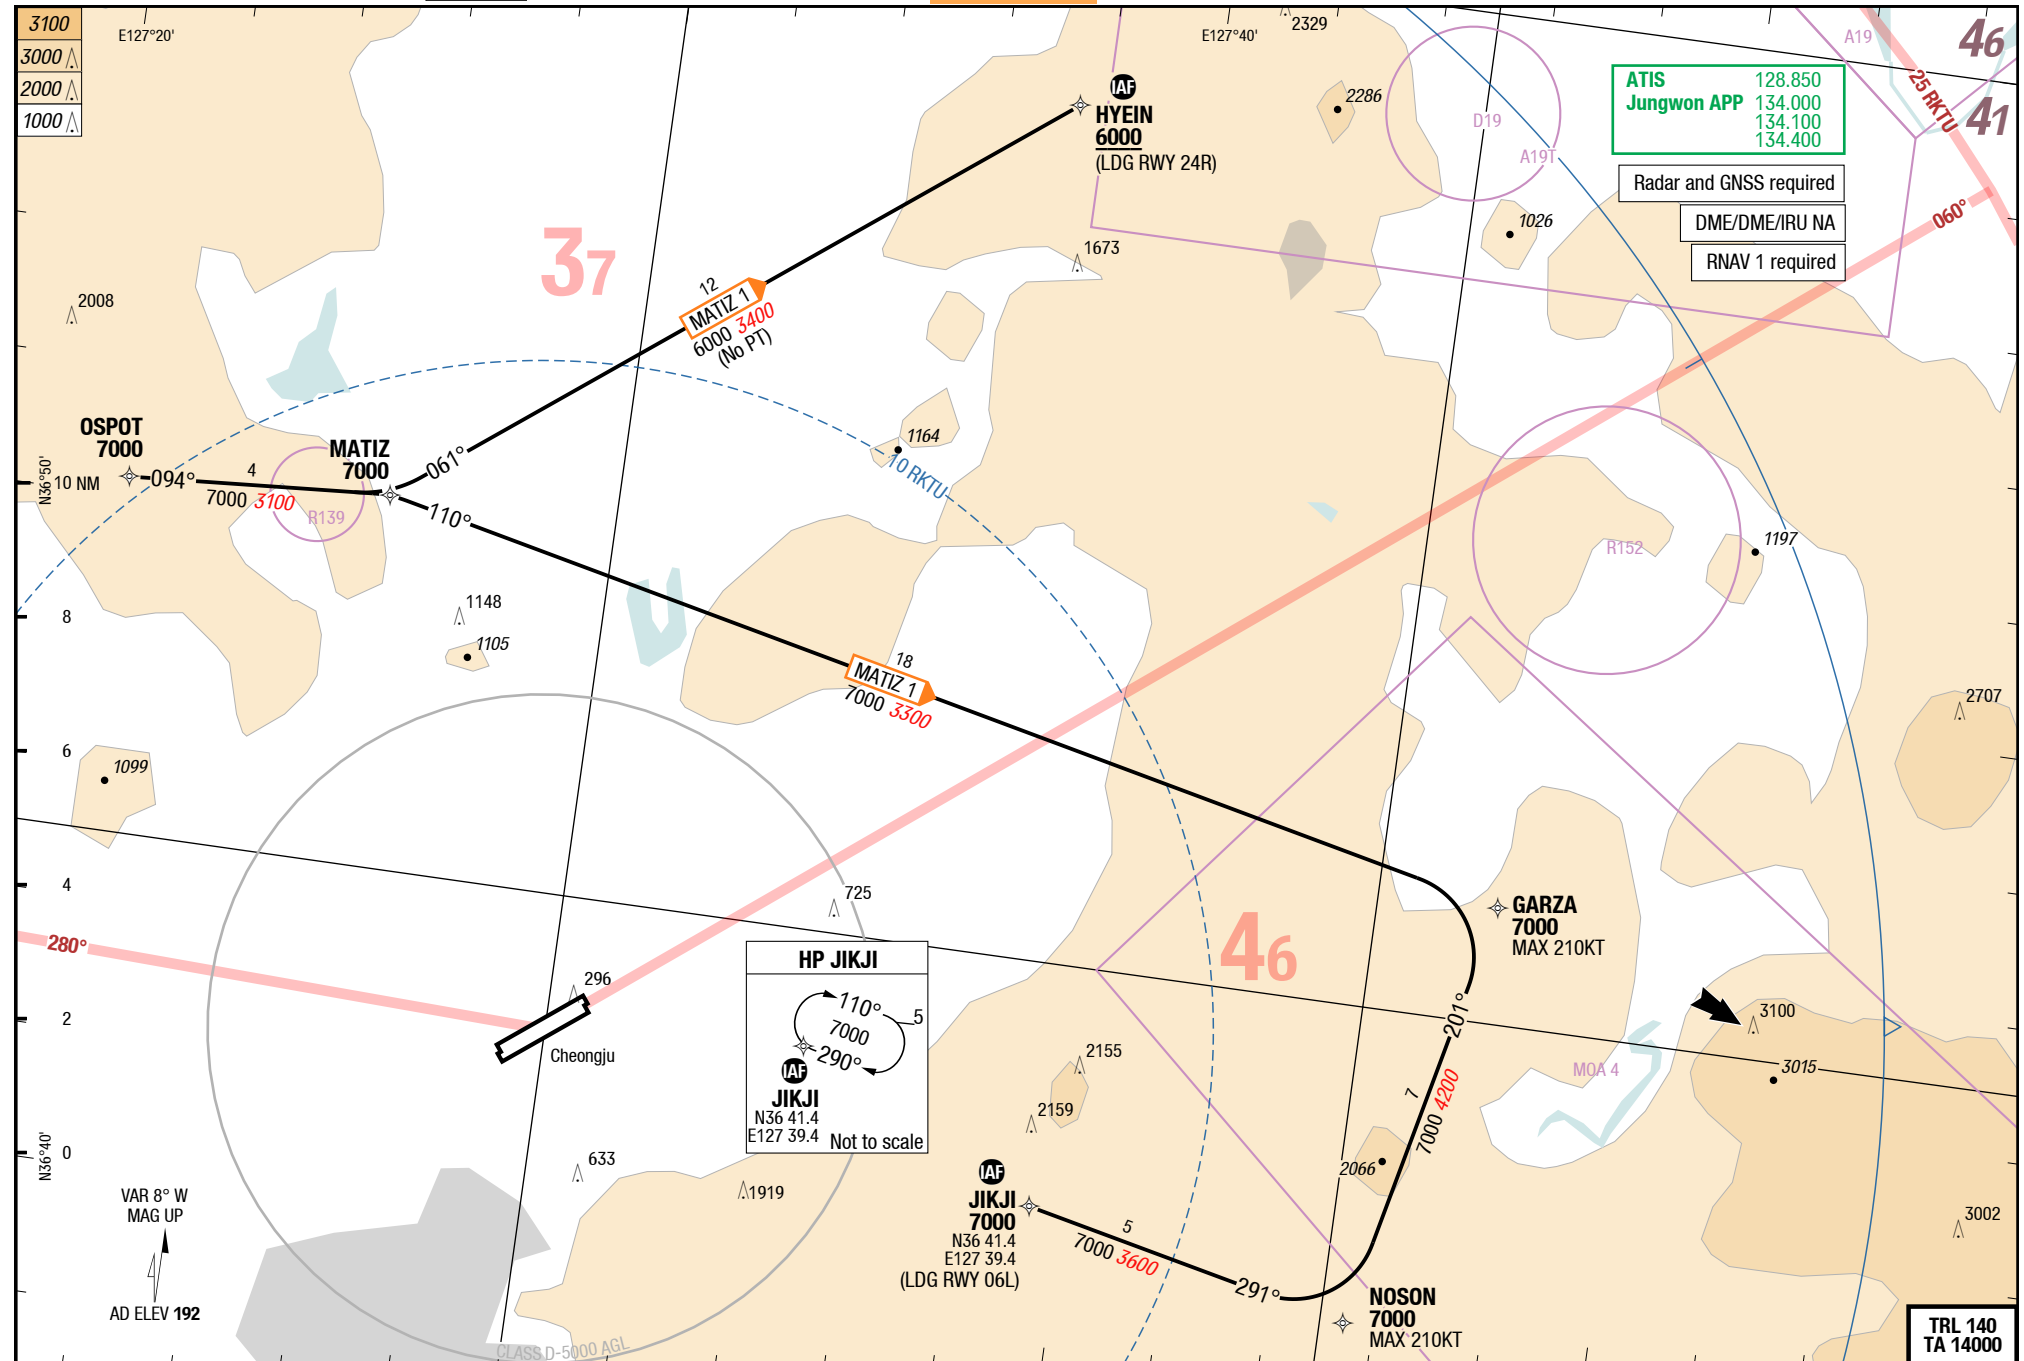 3100
3000
2000
1000
E127°20'
E127°40'
2329
A19
46
41
25 RKTU
ATIS 128.850
Jungwon APP 134.000
134.100
134.400
Radar and GNSS required
DME/DME/IRU NA
RNAV 1 required
060°
IAF
HYEIN
6000
(LDG RWY 24R)
2286
D19
A19T
1026
1673
37
2008
12
MATIZ 1
6000 3400
(No PT)
OSPOT
7000
MATIZ
7000
061°
094°
4
7000 3100
R139
110°
N36°50'
10 NM
8
6
4
2
0
N36°40'
1164
10 RKTU
R152
1197
1148
1105
18
MATIZ 1
7000 3300
2707
1099
725
280°
296
Cheongju
46
GARZA
7000
MAX 210KT
HP JIKJI
110°
5
7000
290°
IAF
JIKJI
N36 41.4
E127 39.4
Not to scale
201°
7
7000 4200
3100
3015
MOA 4
2155
2159
2066
633
1919
IAF
JIKJI
7000
N36 41.4
E127 39.4
(LDG RWY 06L)
5
7000 3600
291°
NOSON
7000
MAX 210KT
3002
VAR 8° W
MAG UP
AD ELEV 192
CLASS D-5000 AGL
TRL 140
TA 14000